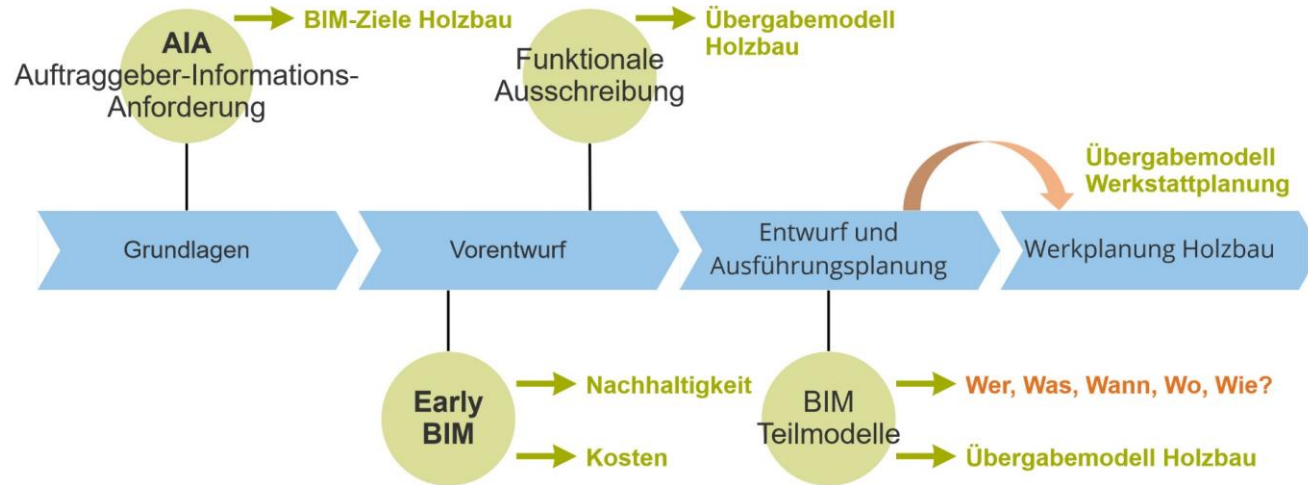 BIM-Ziele Holzbau
AIA
Auftraggeber-Informations-
Anforderung
Übergabemodell
Holzbau
Funktionale
Ausschreibung
Übergabemodell
Werkstattplanung
Grundlagen
Vorentwurf
Entwurf und
Ausführungsplanung
Werkplanung Holzbau
Early
BIM
Nachhaltigkeit
Kosten
BIM
Teilmodelle
Wer, Was, Wann, Wo, Wie?
Übergabemodell Holzbau